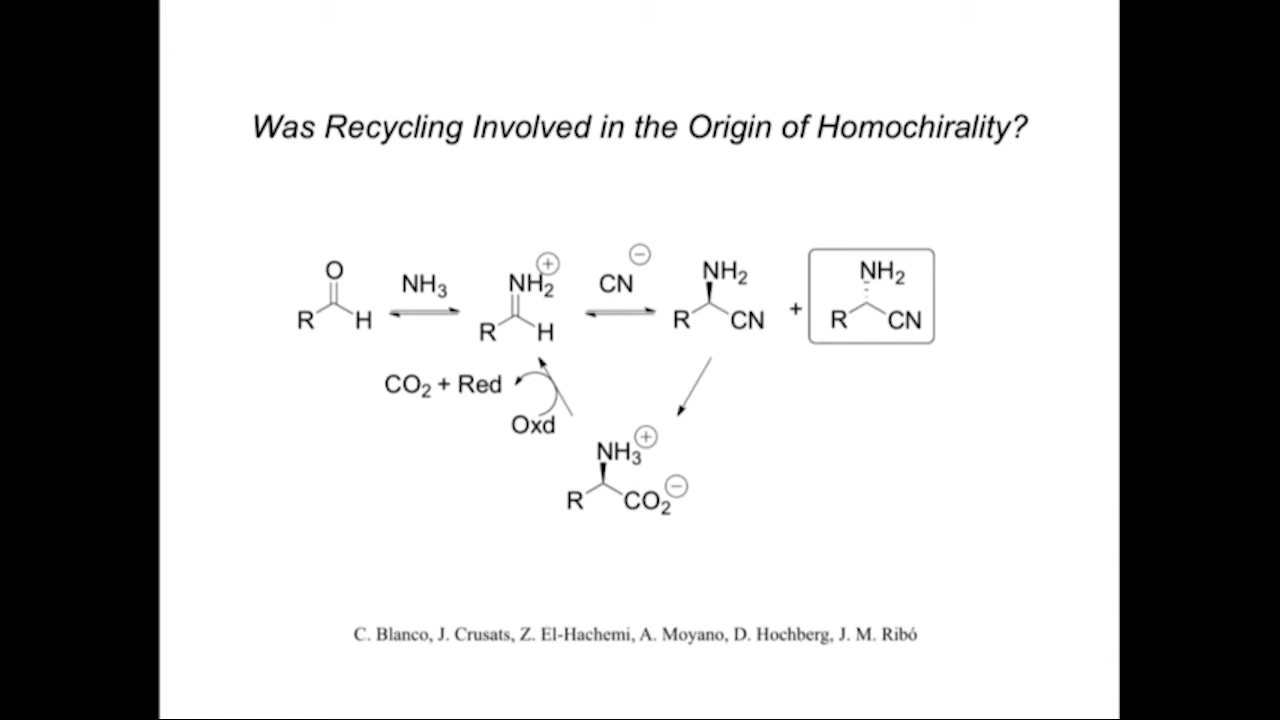 Was Recycling Involved in the Origin of Homochirality?
O
R H
NH₃
NH₂ ⊕
R H
CN ⊖
NH₂
R CN
+
NH₂
R CN
CO₂ + Red
Oxd
NH₃ ⊕
R CO₂ ⊖
C. Blanco, J. Crusats, Z. El-Hachemi, A. Moyano, D. Hochberg, J. M. Ribó